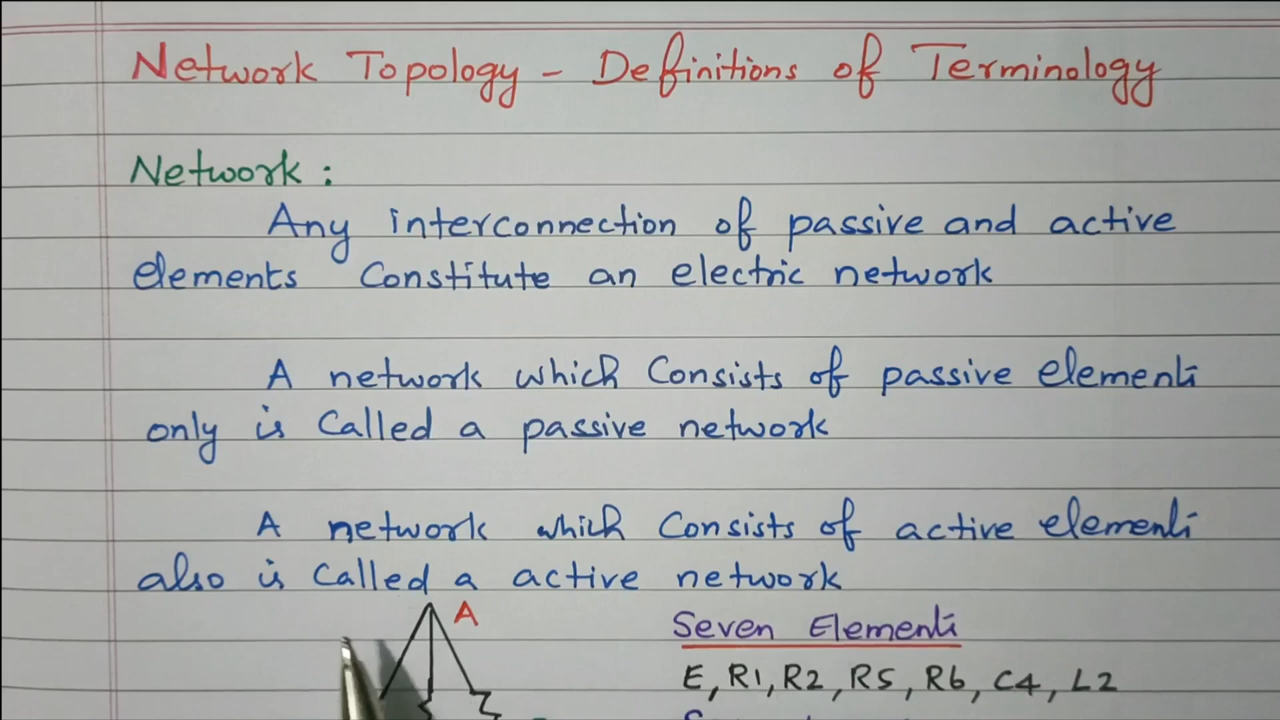 Network Topology - Definitions of Terminology
Network :
Any interconnection of passive and active
elements Constitute an electric network
A network which Consists of passive elements
only is Called a passive network
A network which Consists of active elements
also is Called a active network
A
Seven Elements
E, R1, R2, R5, R6, C4, L2